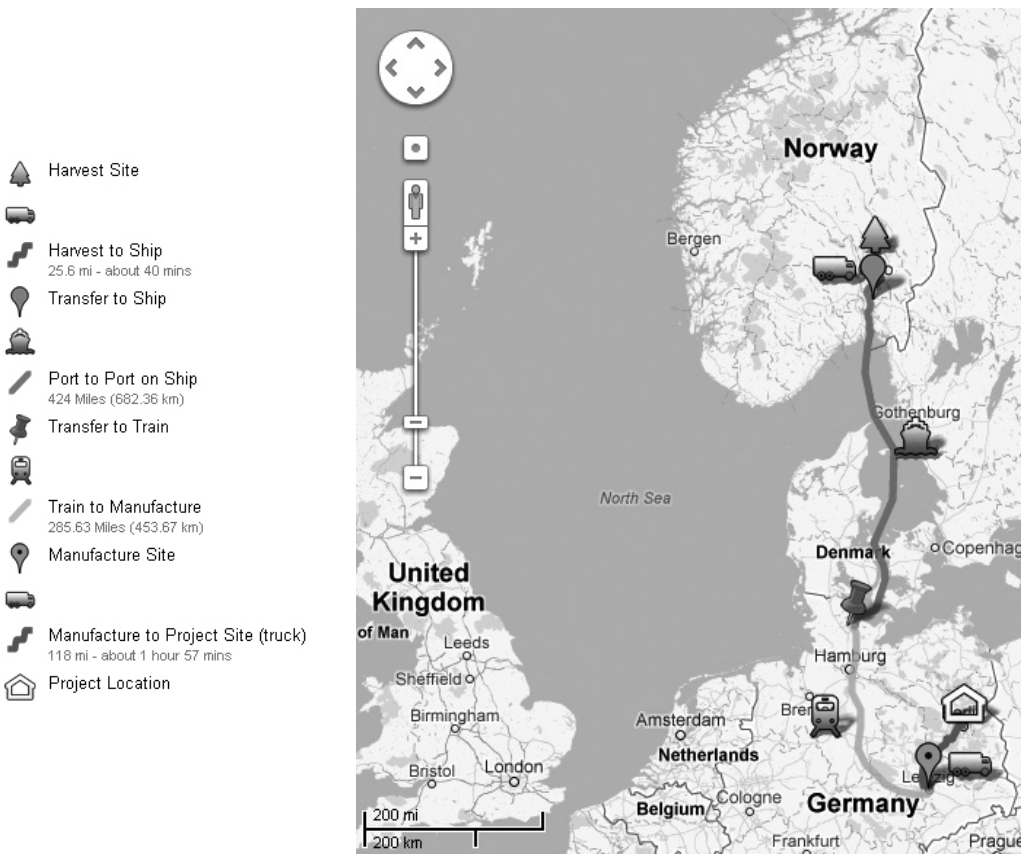 Harvest Site
Harvest to Ship
25.6 mi - about 40 mins
Transfer to Ship
Port to Port on Ship
424 Miles (682.36 km)
Transfer to Train
Train to Manufacture
285.63 Miles (453.67 km)
Manufacture Site
Manufacture to Project Site (truck)
118 mi - about 1 hour 57 mins
Project Location
Norway
Bergen
Gothenburg
North Sea
Denmark
Copenhag
United
Kingdom
of Man
Leeds
Sheffield
Hamburg
Birmingham
Amsterdam
Netherlands
Bristol
London
Belgium
Cologne
Germany
Frankfurt
Prague
200 mi
200 km